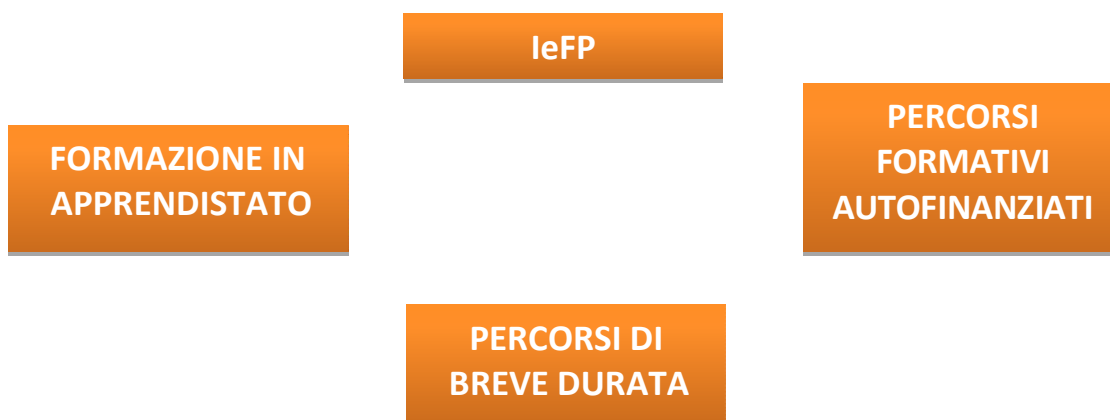 IeFP
FORMAZIONE IN
APPRENDISTATO
PERCORSI
FORMATIVI
AUTOFINANZIATI
PERCORSI DI
BREVE DURATA